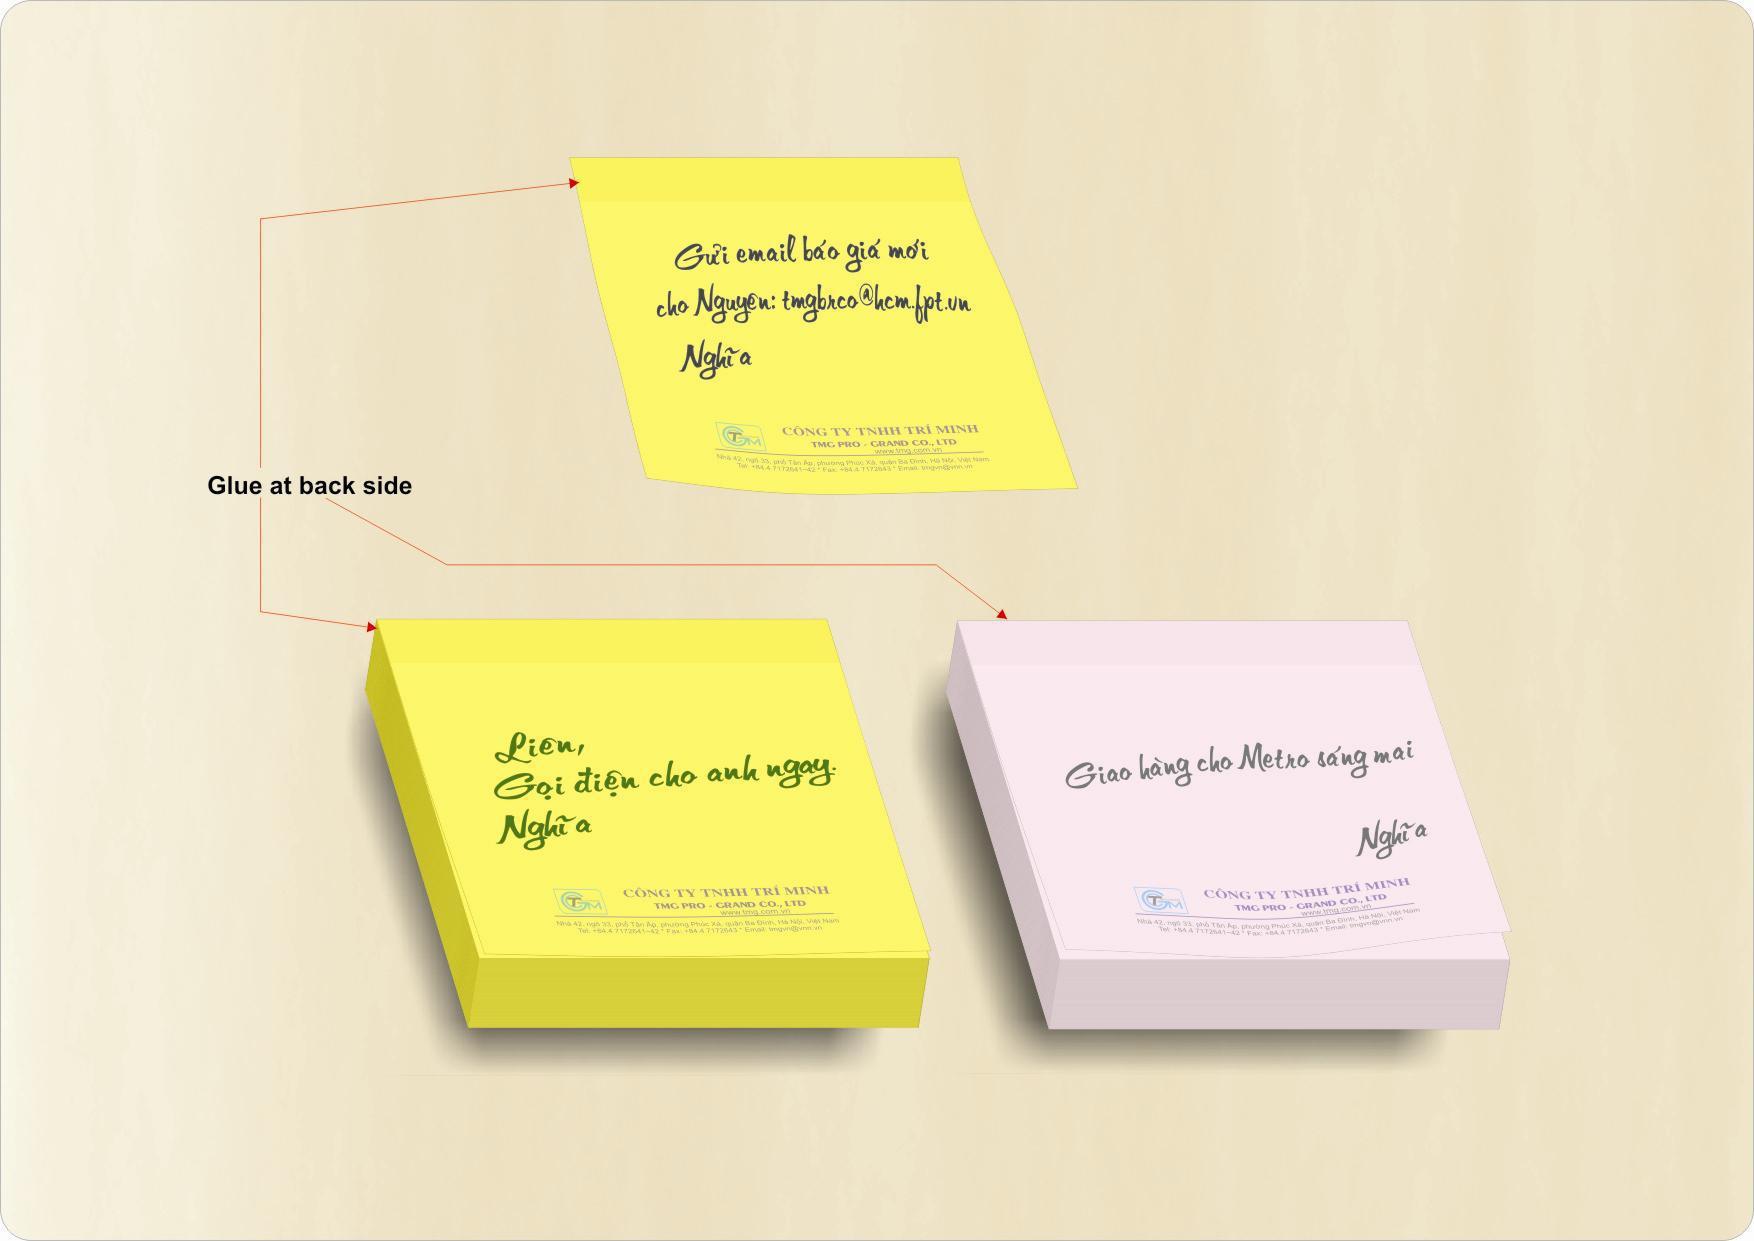 Gửi email báo giá mới
cho Nguyên: tmgbrco@hcm.fpt.vn
Nghĩa
TGM
CÔNG TY TNHH TRÍ MINH
TMG PRO - GRAND CO., LTD
www.tmg.com.vn
Nhà 42, ngõ 33, phố Tân Ấp, phường Phúc Xá, quận Ba Đình, Hà Nội, Việt Nam
Tel: +84.4 7172641~42 * Fax: +84.4 7172643 * Email: tmgvn@vnn.vn
Glue at back side
Liên,
Gọi điện cho anh ngay.
Nghĩa
TGM
CÔNG TY TNHH TRÍ MINH
TMG PRO - GRAND CO., LTD
www.tmg.com.vn
Nhà 42, ngõ 33, phố Tân Ấp, phường Phúc Xá, quận Ba Đình, Hà Nội, Việt Nam
Tel: +84.4 7172641~42 * Fax: +84.4 7172643 * Email: tmgvn@vnn.vn
Giao hàng cho Metro sáng mai
Nghĩa
TGM
CÔNG TY TNHH TRÍ MINH
TMG PRO - GRAND CO., LTD
www.tmg.com.vn
Nhà 42, ngõ 33, phố Tân Ấp, phường Phúc Xá, quận Ba Đình, Hà Nội, Việt Nam
Tel: +84.4 7172641~42 * Fax: +84.4 7172643 * Email: tmgvn@vnn.vn